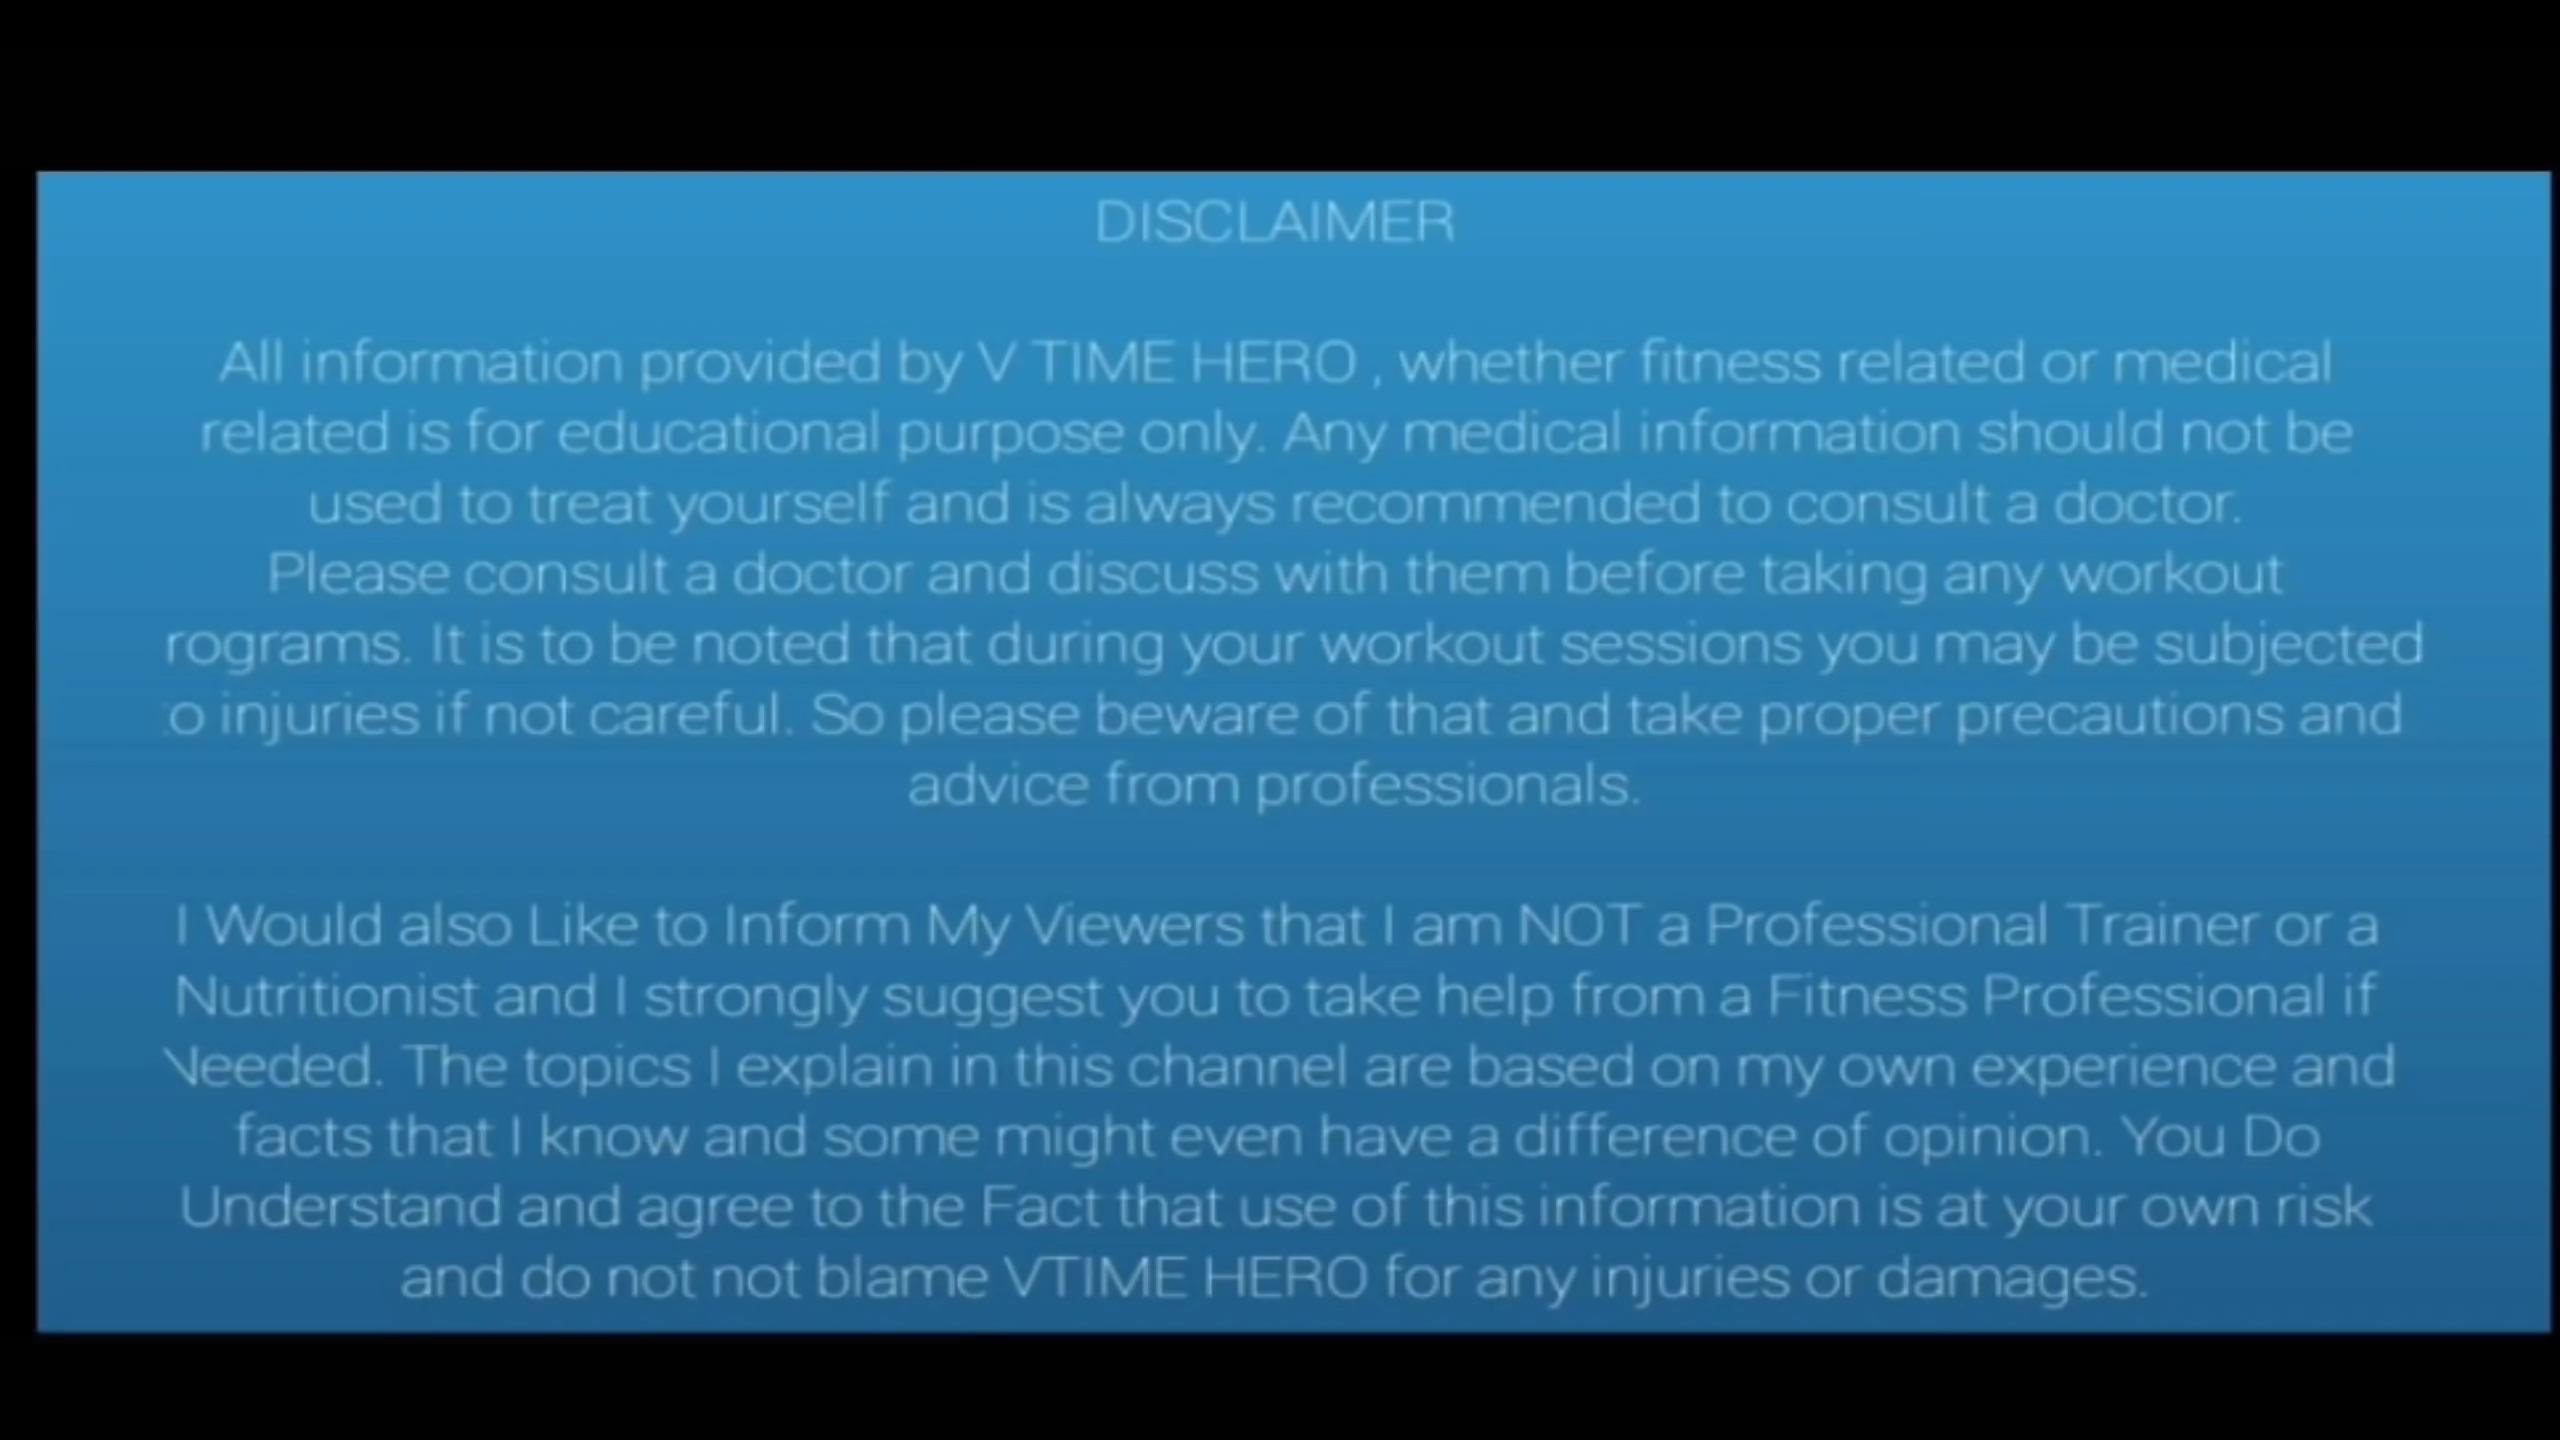 DISCLAIMER
All information provided by V TIME HERO , whether fitness related or medical
related is for educational purpose only. Any medical information should not be
used to treat yourself and is always recommended to consult a doctor.
Please consult a doctor and discuss with them before taking any workout
rograms. It is to be noted that during your workout sessions you may be subjected
o injuries if not careful. So please beware of that and take proper precautions and
advice from professionals.
I Would also Like to Inform My Viewers that I am NOT a Professional Trainer or a
Nutritionist and I strongly suggest you to take help from a Fitness Professional if
Needed. The topics I explain in this channel are based on my own experience and
facts that I know and some might even have a difference of opinion. You Do
Understand and agree to the Fact that use of this information is at your own risk
and do not not blame VTIME HERO for any injuries or damages.